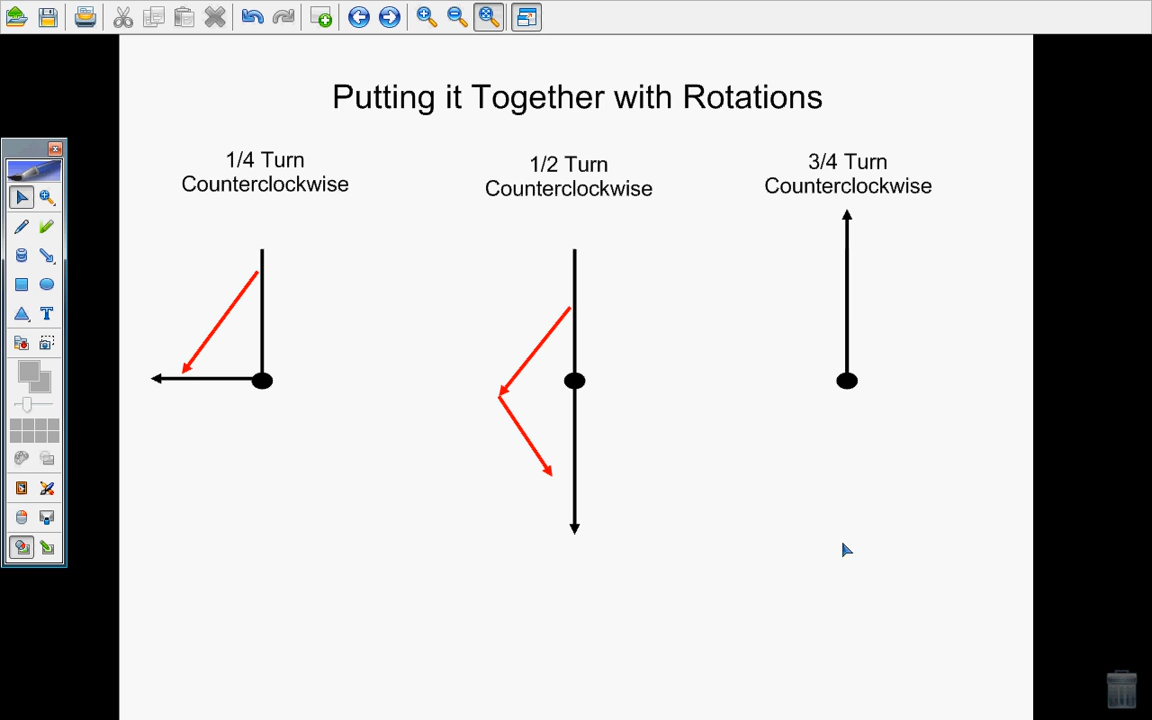 Putting it Together with Rotations
1/4 Turn
Counterclockwise
1/2 Turn
Counterclockwise
3/4 Turn
Counterclockwise